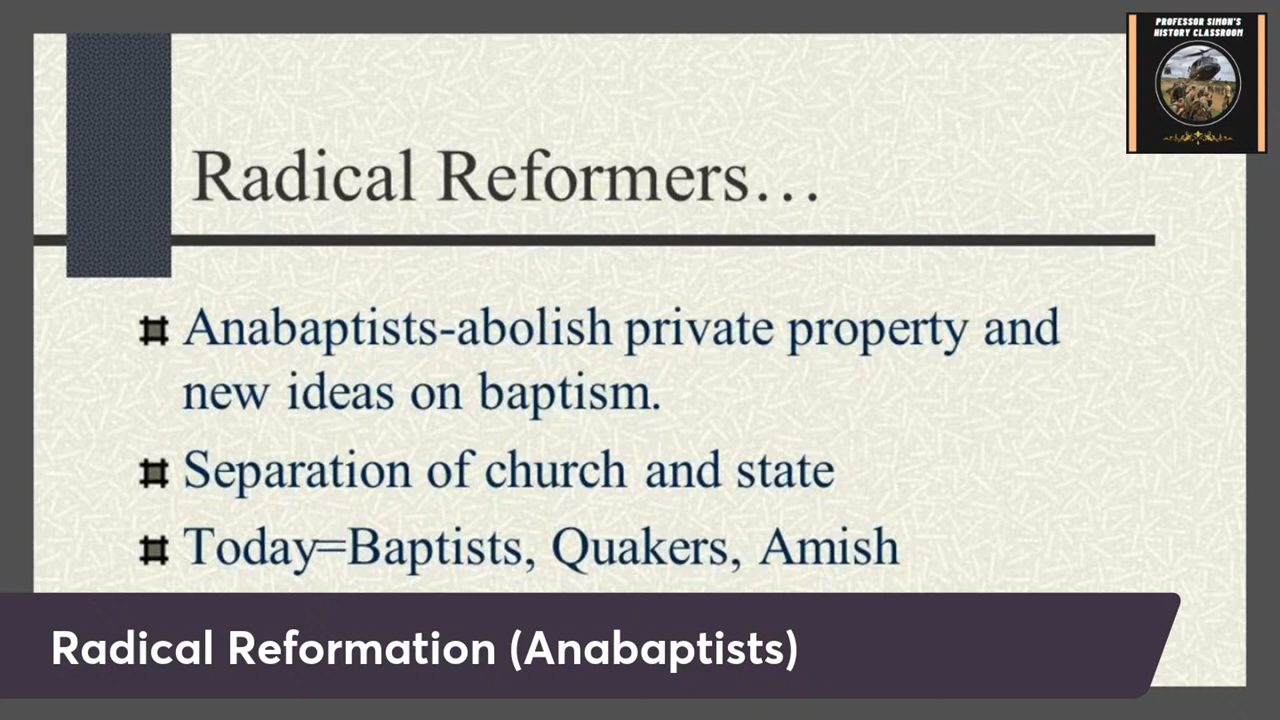 PROFESSOR SIMON'S
HISTORY CLASSROOM
Radical Reformers...
Anabaptists-abolish private property and
new ideas on baptism.
Separation of church and state
Today=Baptists, Quakers, Amish
Radical Reformation (Anabaptists)